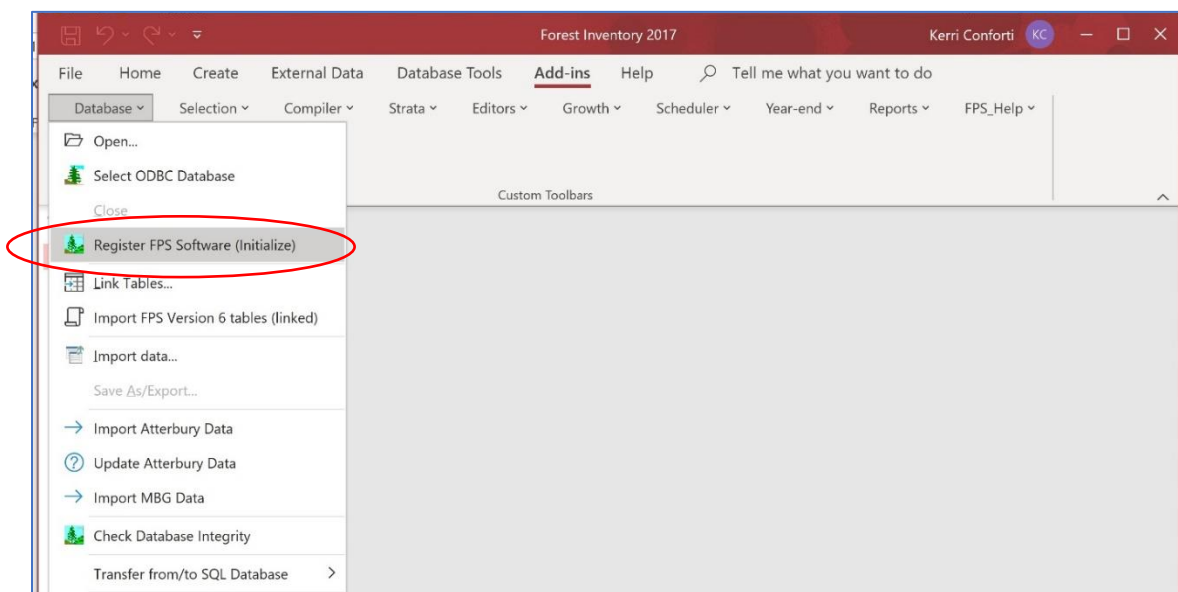 Forest Inventory 2017 Kerri Conforti KC
File Home Create External Data Database Tools Add-ins Help Tell me what you want to do
Database Selection Compiler Strata Editors Growth Scheduler Year-end Reports FPS_Help
Open...
Select ODBC Database
Custom Toolbars
Close
Register FPS Software (Initialize)
Link Tables...
Import FPS Version 6 tables (linked)
Import data...
Save As/Export...
Import Atterbury Data
Update Atterbury Data
Import MBG Data
Check Database Integrity
Transfer from/to SQL Database